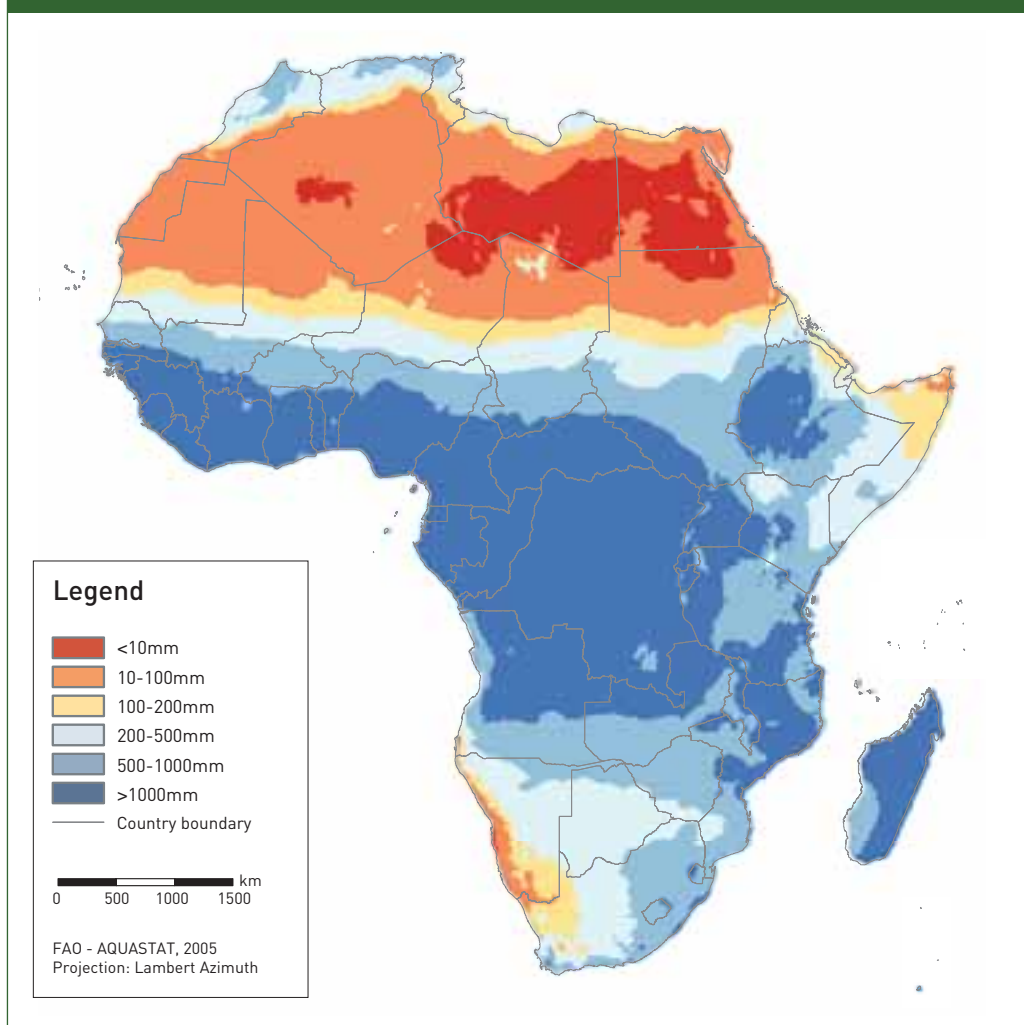 Legend
<10mm
10-100mm
100-200mm
200-500mm
500-1000mm
>1000mm
Country boundary
km
0 500 1000 1500
FAO - AQUASTAT, 2005
Projection: Lambert Azimuth